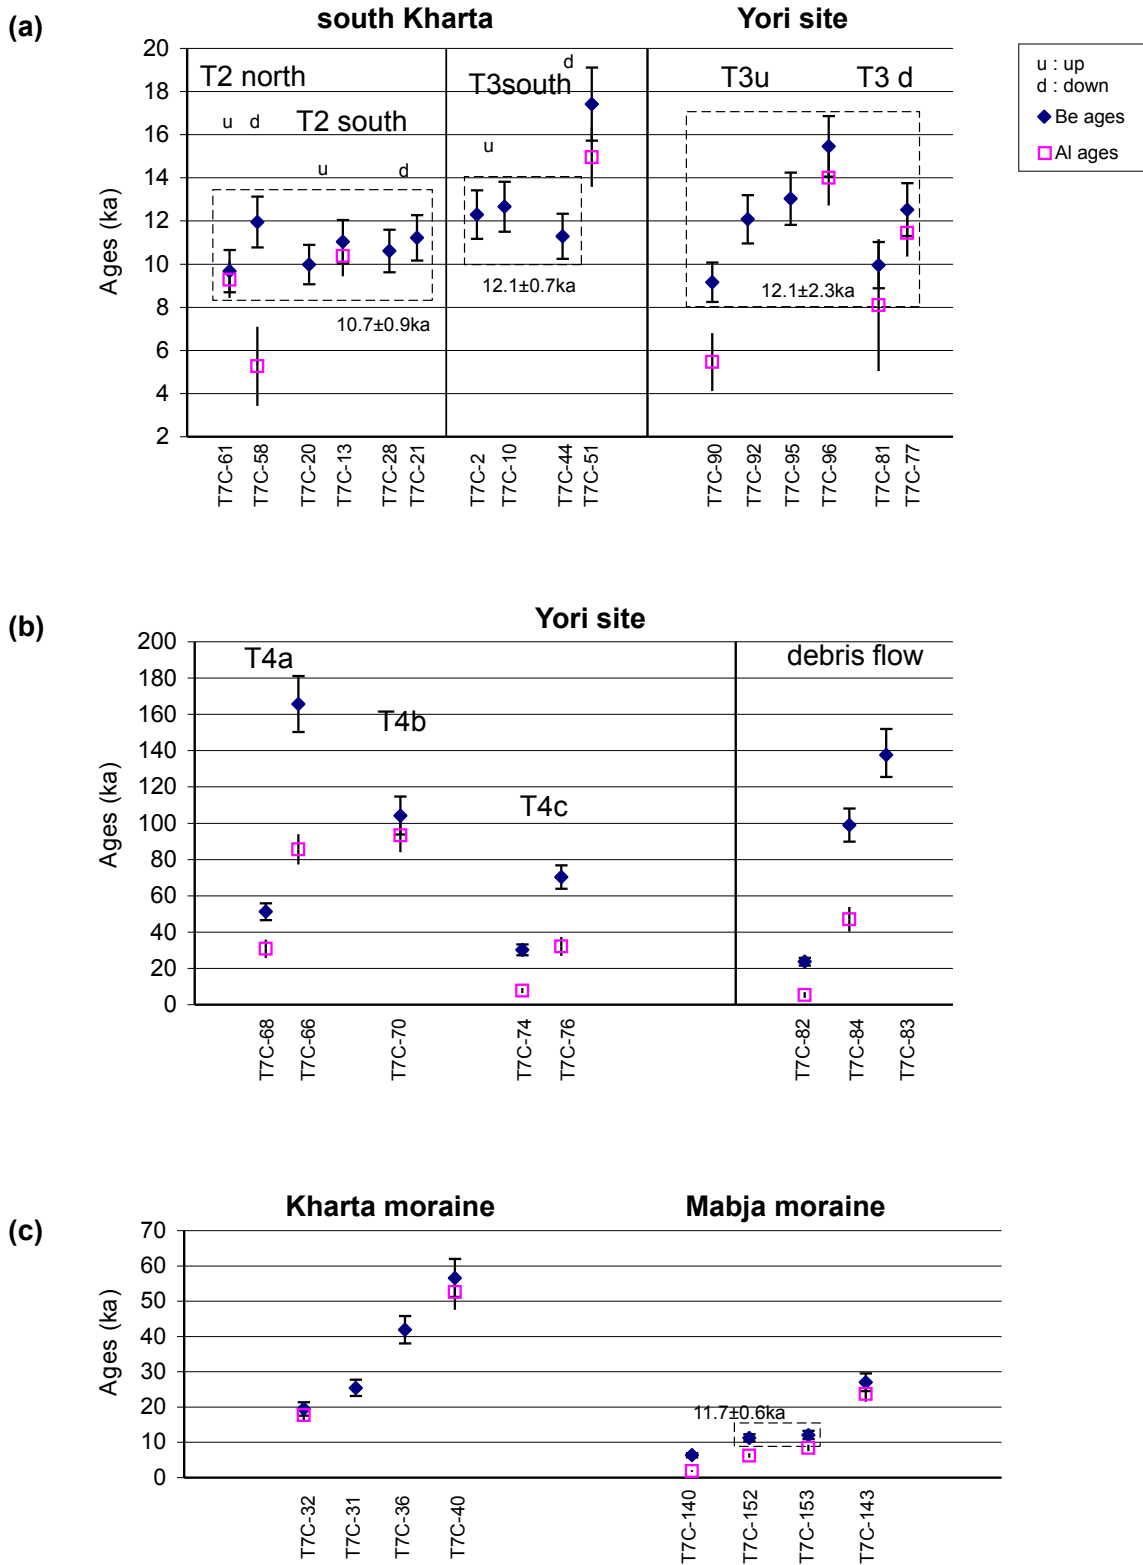 (a)
south Kharta
Yori site
20
18
16
14
12
10
8
6
4
2
Ages (ka)
T2 north
u
d
T2 south
u
d
T3south
d
u
T3u
T3 d
10.7±0.9ka
12.1±0.7ka
12.1±2.3ka
u : up
d : down
Be ages
Al ages
T7C-61
T7C-58
T7C-20
T7C-13
T7C-28
T7C-21
T7C-2
T7C-10
T7C-44
T7C-51
T7C-90
T7C-92
T7C-95
T7C-96
T7C-81
T7C-77
(b)
Yori site
200
180
160
140
120
100
80
60
40
20
0
Ages (ka)
T4a
T4b
T4c
debris flow
T7C-68
T7C-66
T7C-70
T7C-74
T7C-76
T7C-82
T7C-84
T7C-83
(c)
Kharta moraine
Mabja moraine
70
60
50
40
30
20
10
0
Ages (ka)
11.7±0.6ka
T7C-32
T7C-31
T7C-36
T7C-40
T7C-140
T7C-152
T7C-153
T7C-143